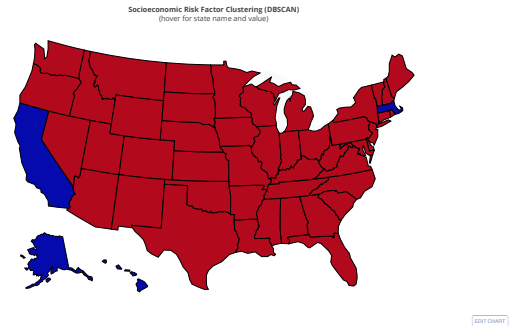 Socioeconomic Risk Factor Clustering (DBSCAN)
(hover for state name and value)
EDIT CHART